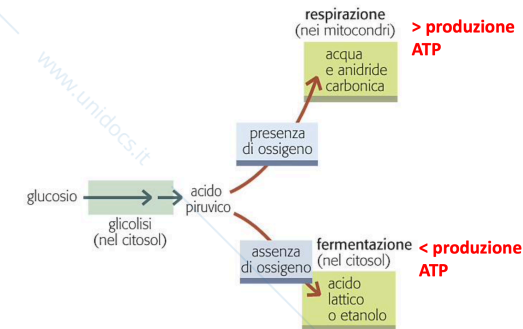 respirazione
(nei mitocondri)
> produzione
ATP
acqua
e anidride
carbonica
www.unidocs.it
presenza
di ossigeno
glucosio
acido
piruvico
glicolisi
(nel citosol)
assenza
di ossigeno
fermentazione
(nel citosol)
< produzione
ATP
acido
lattico
o etanolo